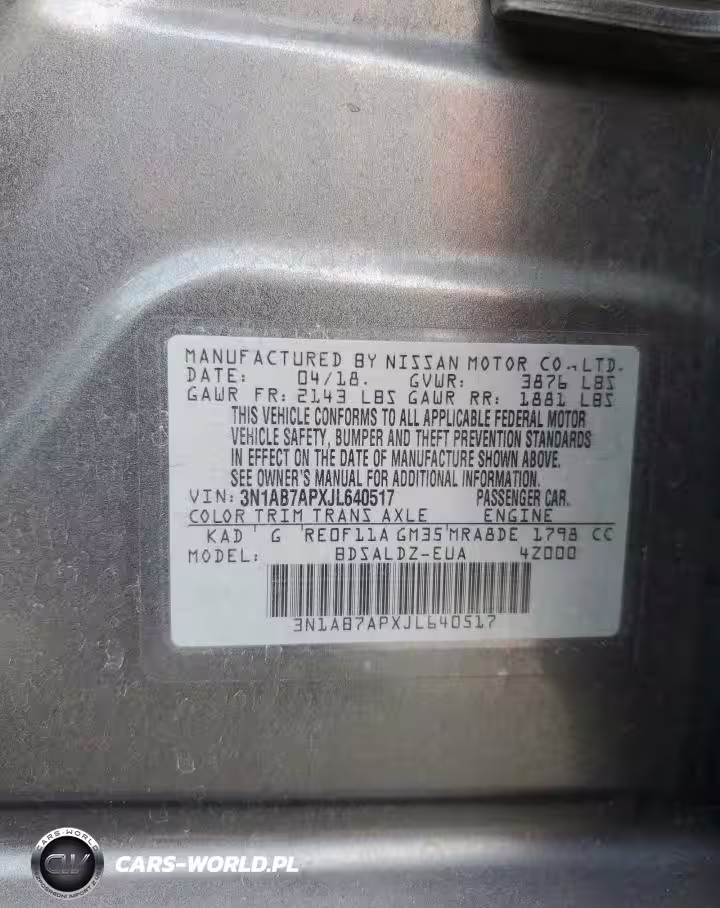 MANUFACTURED BY NISSAN MOTOR CO., LTD.
DATE: 04/18. GVWR: 3876 LBS
GAWR FR: 2143 LBS GAWR RR: 1881 LBS
THIS VEHICLE CONFORMS TO ALL APPLICABLE FEDERAL MOTOR
VEHICLE SAFETY, BUMPER AND THEFT PREVENTION STANDARDS
IN EFFECT ON THE DATE OF MANUFACTURE SHOWN ABOVE.
SEE OWNER'S MANUAL FOR ADDITIONAL INFORMATION.
VIN: 3N1AB7APXJL640517 PASSENGER CAR.
COLOR TRIM TRANS AXLE ENGINE
KAD G RE0F11A GM35 MRA8DE 1798 CC
MODEL: BDSALDZ-EUA 4Z000
3N1AB7APXJL640517
CARS-WORLD
CW
CARS-WORLD.PL